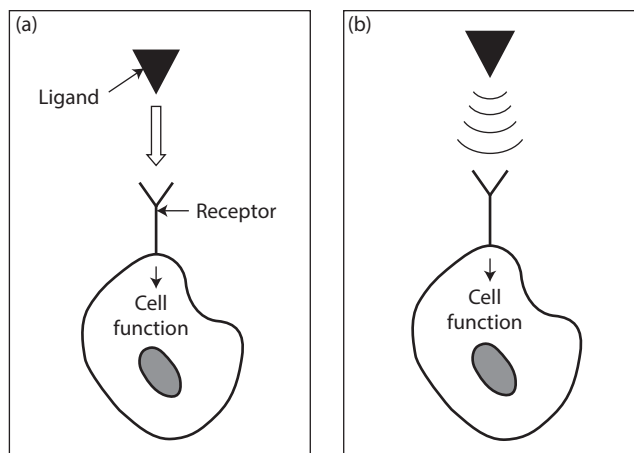 (a)
Ligand
Receptor
Cell
function
(b)
Cell
function